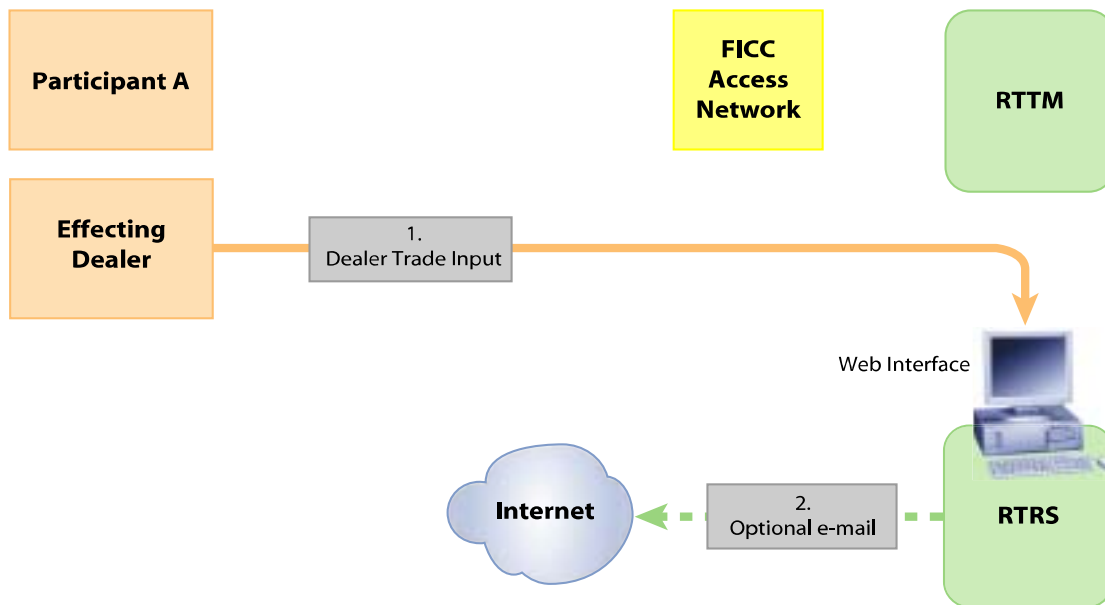 Participant A
FICC
Access
Network
RTTM
Effecting
Dealer
1.
Dealer Trade Input
Web Interface
Internet
2.
Optional e-mail
RTRS